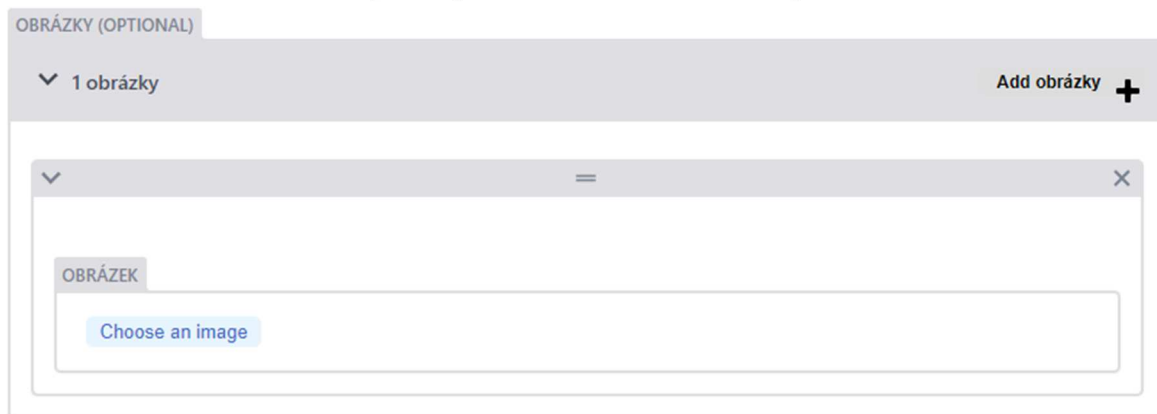 OBRÁZKY (OPTIONAL)
1 obrázky
Add obrázky
OBRÁZEK
Choose an image